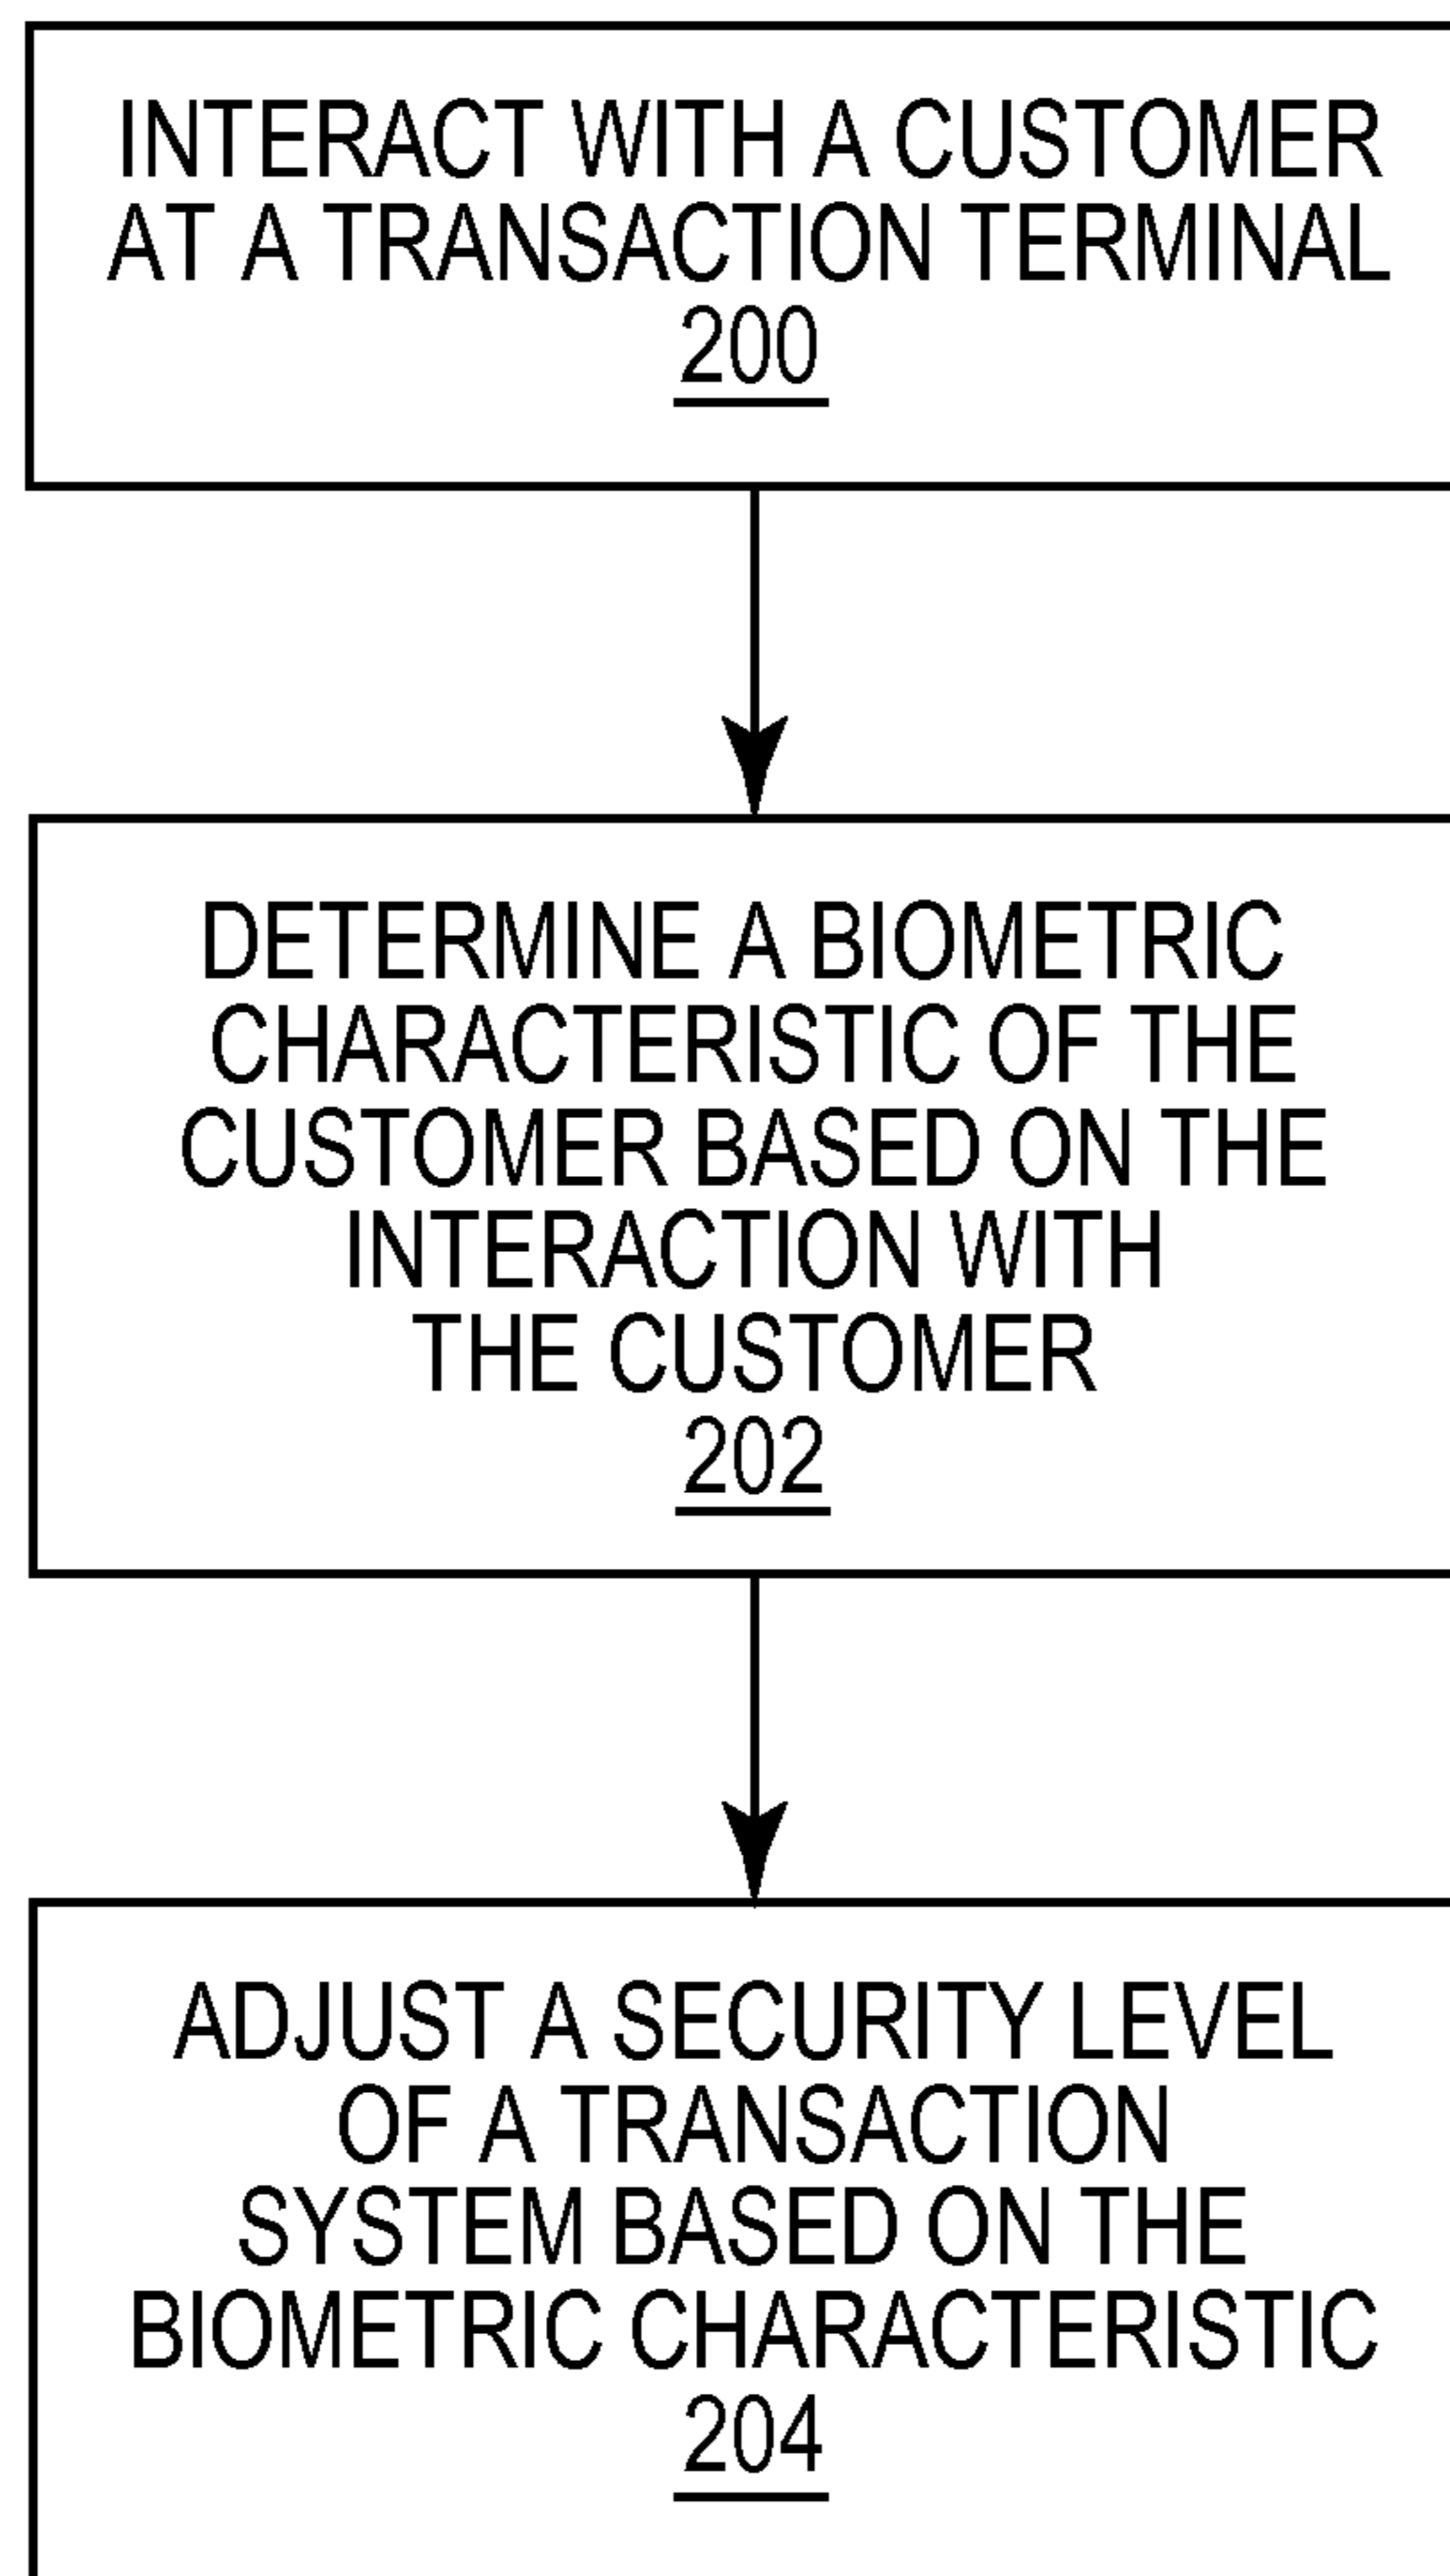 INTERACT WITH A CUSTOMER
AT A TRANSACTION TERMINAL
200
DETERMINE A BIOMETRIC
CHARACTERISTIC OF THE
CUSTOMER BASED ON THE
INTERACTION WITH
THE CUSTOMER
202
ADJUST A SECURITY LEVEL
OF A TRANSACTION
SYSTEM BASED ON THE
BIOMETRIC CHARACTERISTIC
204